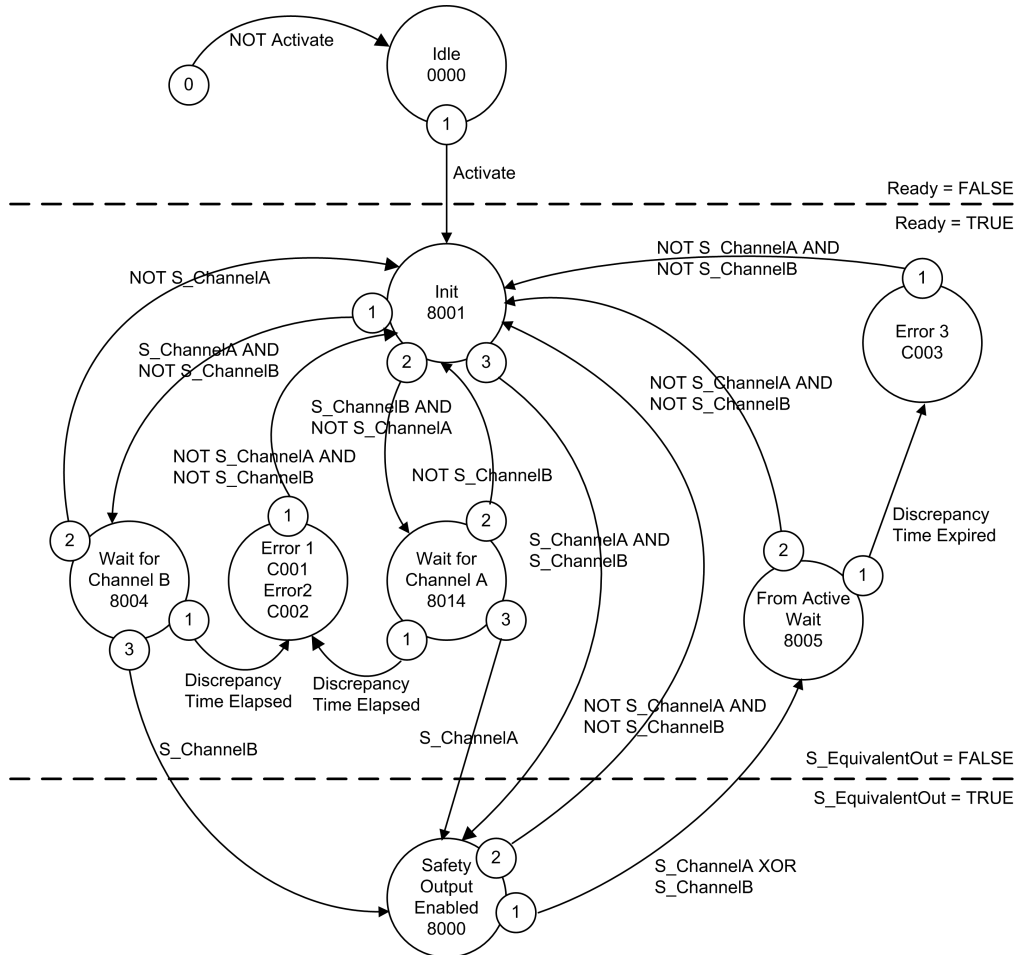 NOT Activate
0
Idle
0000
1
Activate
Ready = FALSE
Ready = TRUE
NOT S_ChannelA
NOT S_ChannelA AND
NOT S_ChannelB
1
Init
8001
1
2
3
Error 3
C003
S_ChannelA AND
NOT S_ChannelB
S_ChannelB AND
NOT S_ChannelA
NOT S_ChannelA AND
NOT S_ChannelB
NOT S_ChannelA AND
NOT S_ChannelB
NOT S_ChannelB
1
2
Discrepancy
Time Expired
2
Wait for
Channel B
8004
1
3
Error 1
C001
Error2
C002
Wait for
Channel A
8014
1
3
S_ChannelA AND
S_ChannelB
2
1
From Active
Wait
8005
Discrepancy
Time Elapsed
Discrepancy
Time Elapsed
NOT S_ChannelA AND
NOT S_ChannelB
S_ChannelB
S_ChannelA
S_EquivalentOut = FALSE
S_EquivalentOut = TRUE
Safety
Output
Enabled
8000
2
1
S_ChannelA XOR
S_ChannelB